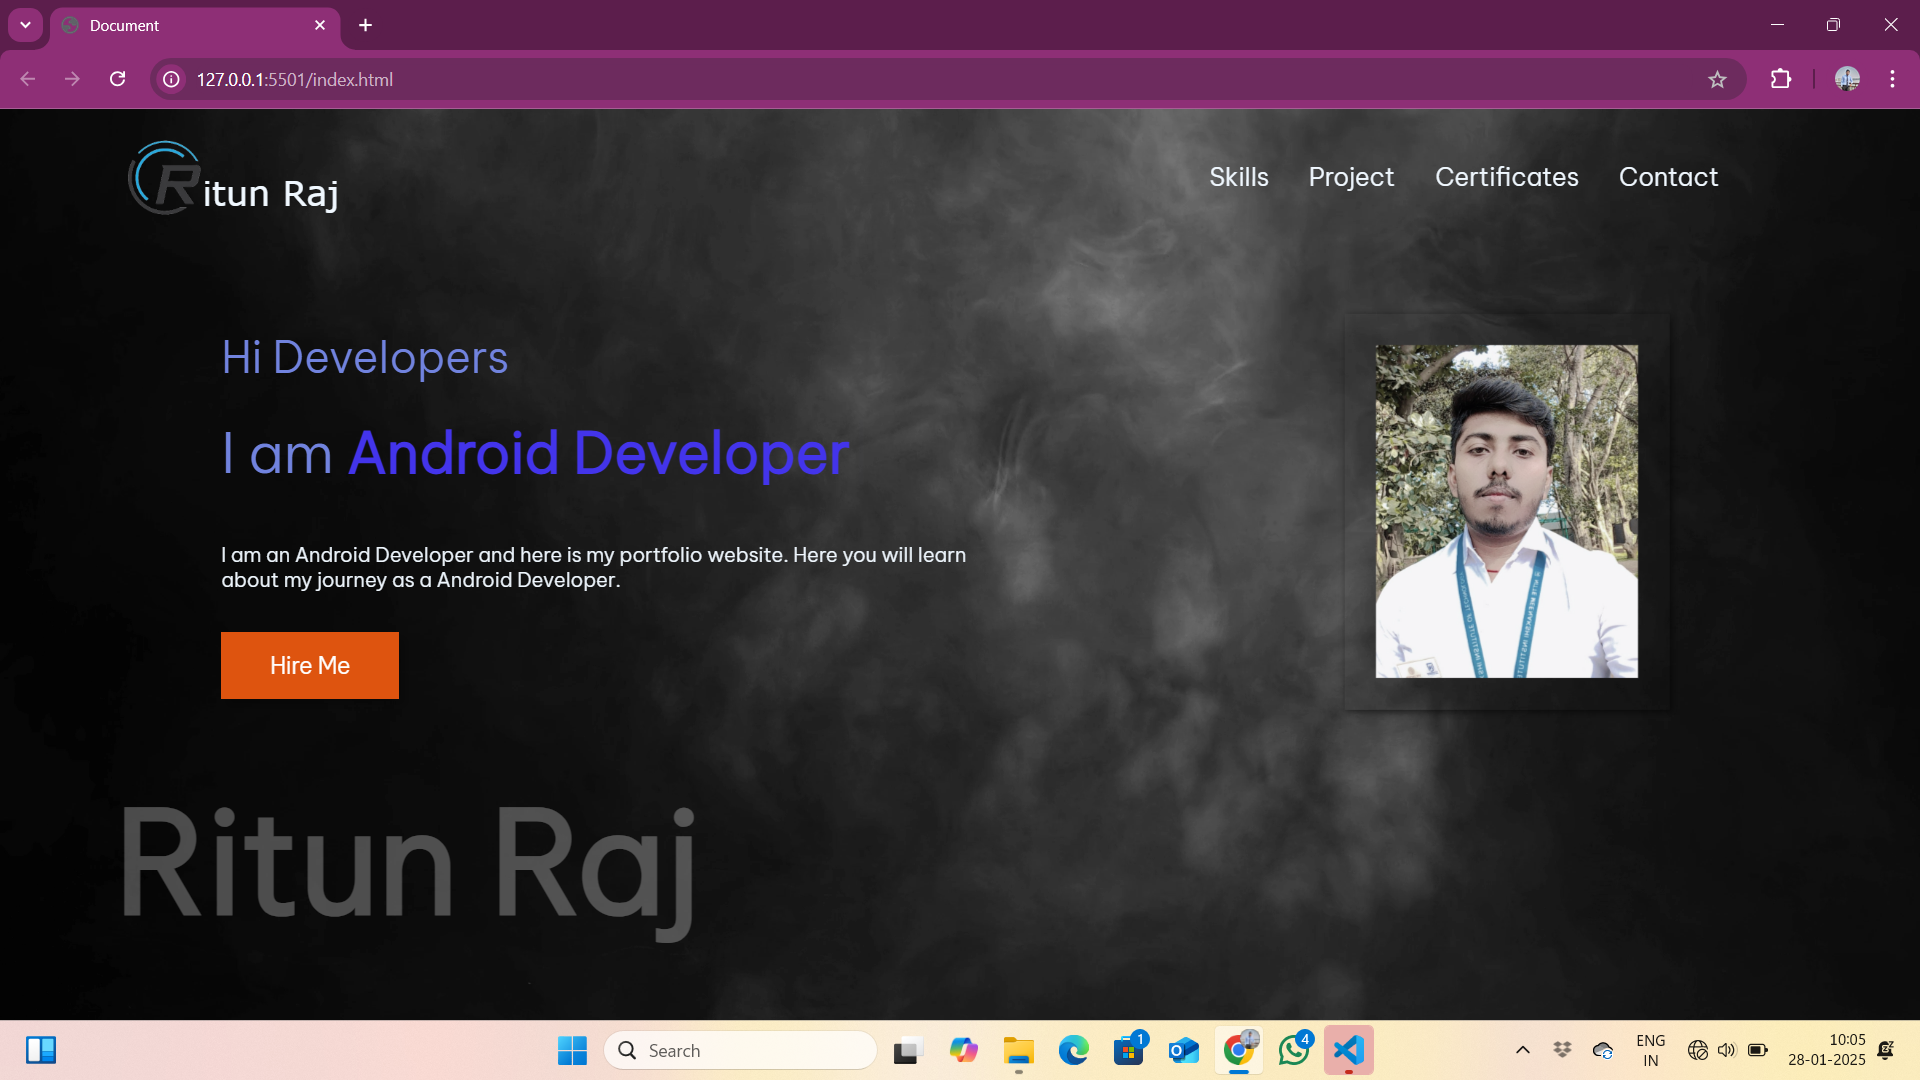 Document
127.0.0.1:5501/index.html
Ritun Raj
Skills Project Certificates Contact
Hi Developers
I am Android Developer
I am an Android Developer and here is my portfolio website. Here you will learn
about my journey as a Android Developer.
Hire Me
Ritun Raj
Search
1
4
ENG
IN
10:05
28-01-2025